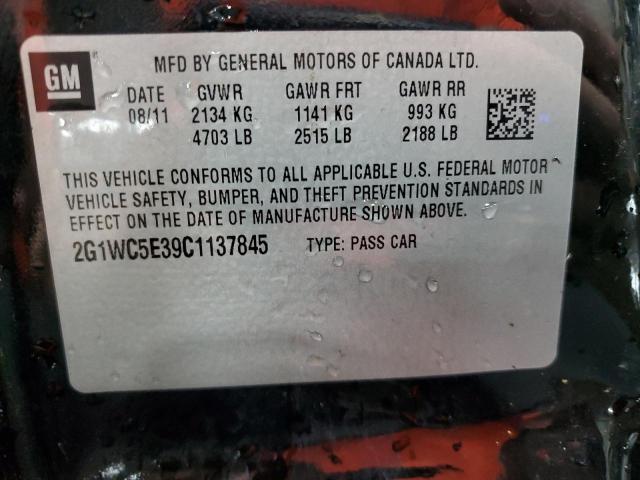 GM
MFD BY GENERAL MOTORS OF CANADA LTD.
DATE GVWR GAWR FRT GAWR RR
08/11 2134 KG 1141 KG 993 KG
4703 LB 2515 LB 2188 LB
THIS VEHICLE CONFORMS TO ALL APPLICABLE U.S. FEDERAL MOTOR
VEHICLE SAFETY, BUMPER, AND THEFT PREVENTION STANDARDS IN
EFFECT ON THE DATE OF MANUFACTURE SHOWN ABOVE.
2G1WC5E39C1137845 TYPE: PASS CAR